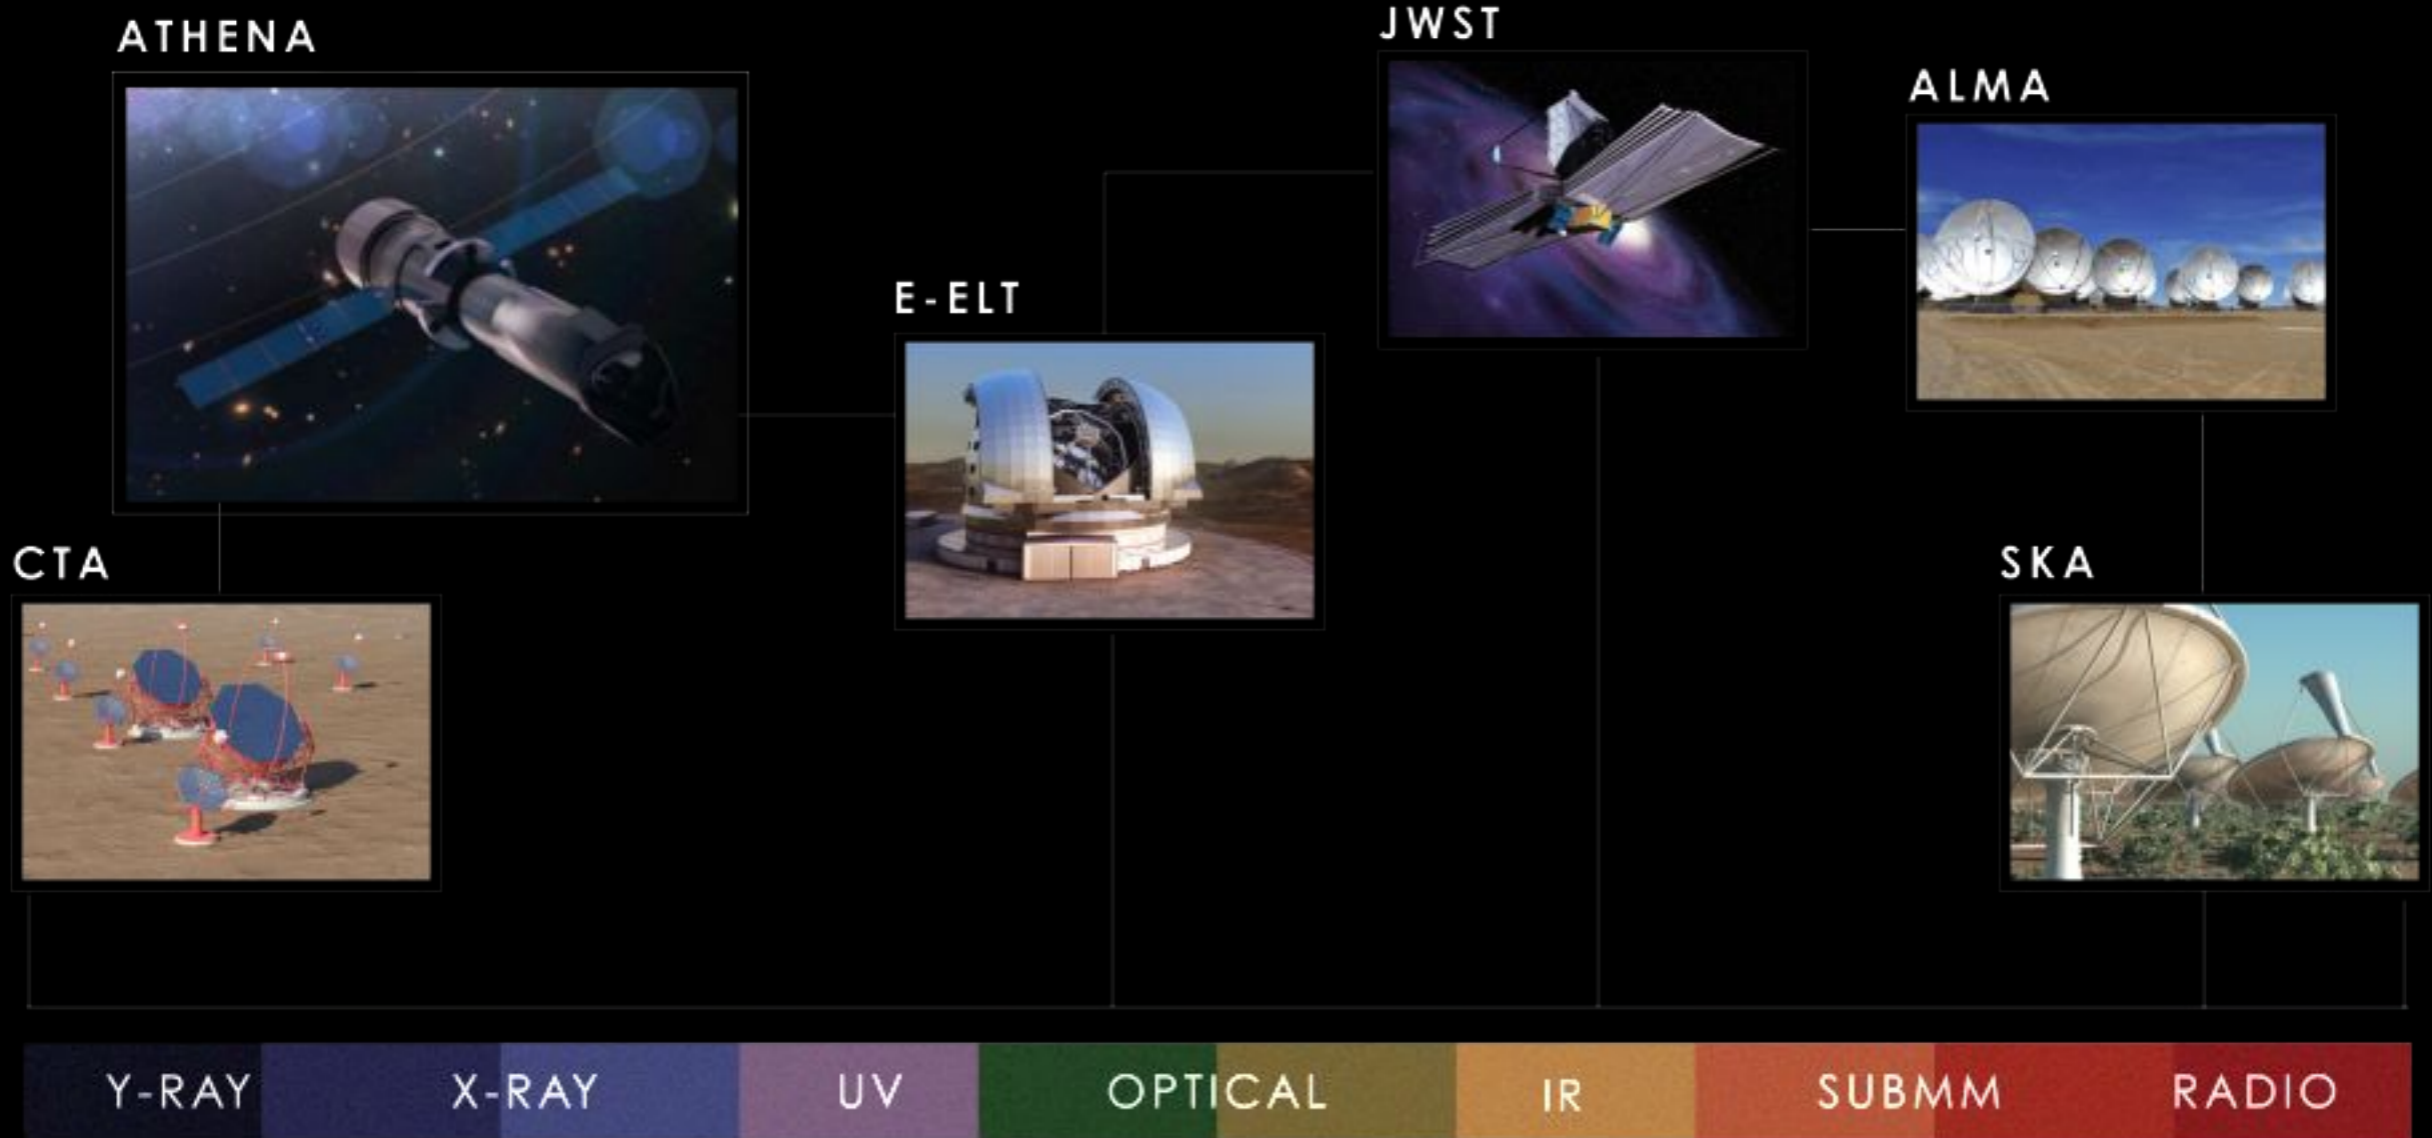 ATHENA
JWST
ALMA
E-ELT
CTA
SKA
Y-RAY
X-RAY
UV
OPTICAL
IR
SUBMM
RADIO